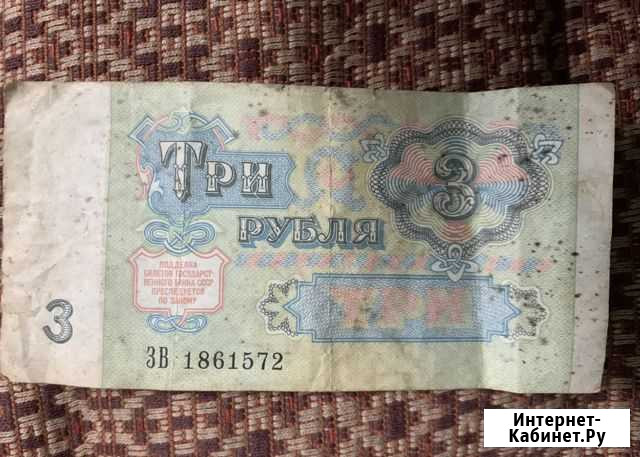 ТРИ
РУБЛЯ
3
ПОДДЕЛКА
БИЛЕТОВ ГОСУДАРСТ-
ВЕННОГО БАНКА СССР
ПРЕСЛЕДУЕТСЯ
ПО ЗАКОНУ
ТРИ
3
ЗВ 1861572
Интернет-
Кабинет.Ру